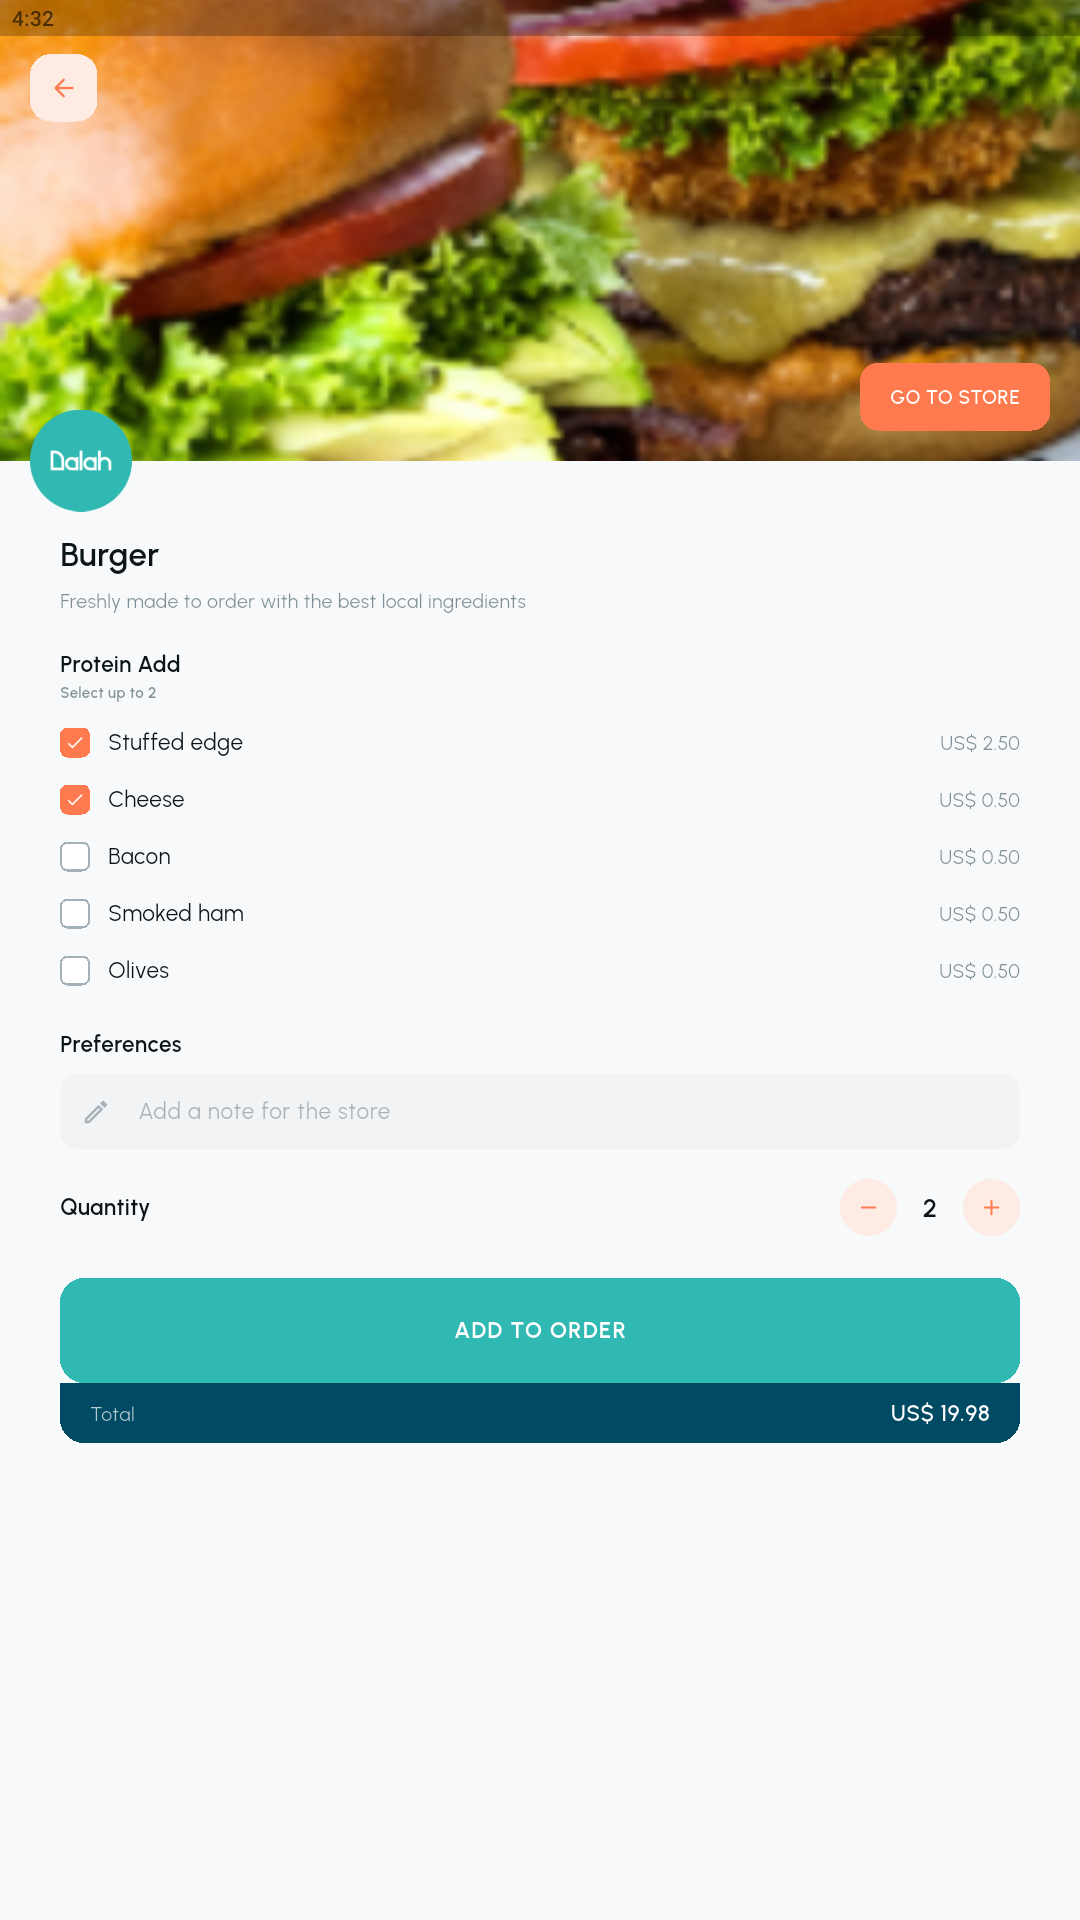 4:32
GO TO STORE
Dalah
Burger
Freshly made to order with the best local ingredients
Protein Add
Select up to 2
Stuffed edge US$ 2.50
Cheese US$ 0.50
Bacon US$ 0.50
Smoked ham US$ 0.50
Olives US$ 0.50
Preferences
Add a note for the store
Quantity 2
ADD TO ORDER
Total US$ 19.98